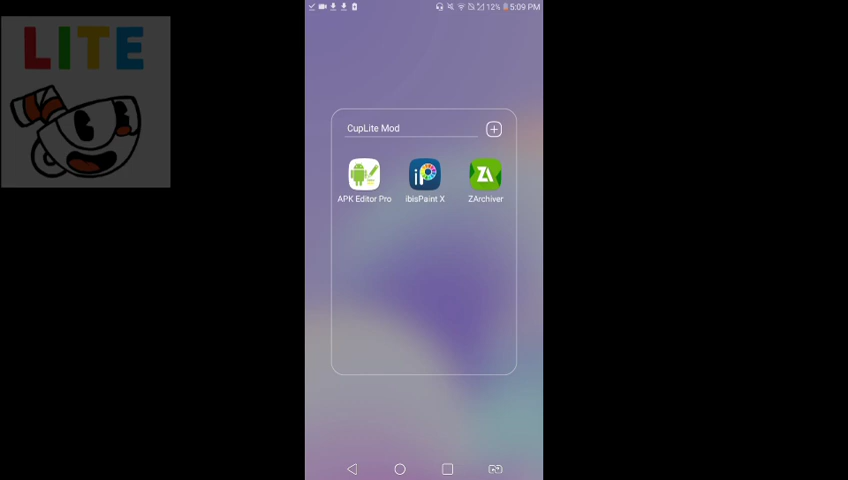 12% 5:09 PM
LITE
CupLite Mod
APK Editor Pro
ibisPaint X
ZArchiver